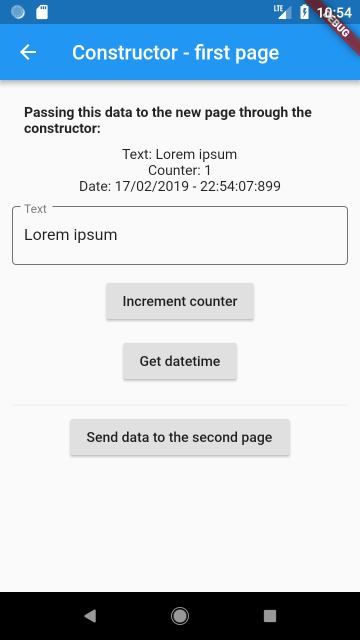 LTE 10:54
DEBUG
Constructor - first page
Passing this data to the new page through the
constructor:
Text: Lorem ipsum
Counter: 1
Date: 17/02/2019 - 22:54:07:899
Text
Lorem ipsum
Increment counter
Get datetime
Send data to the second page